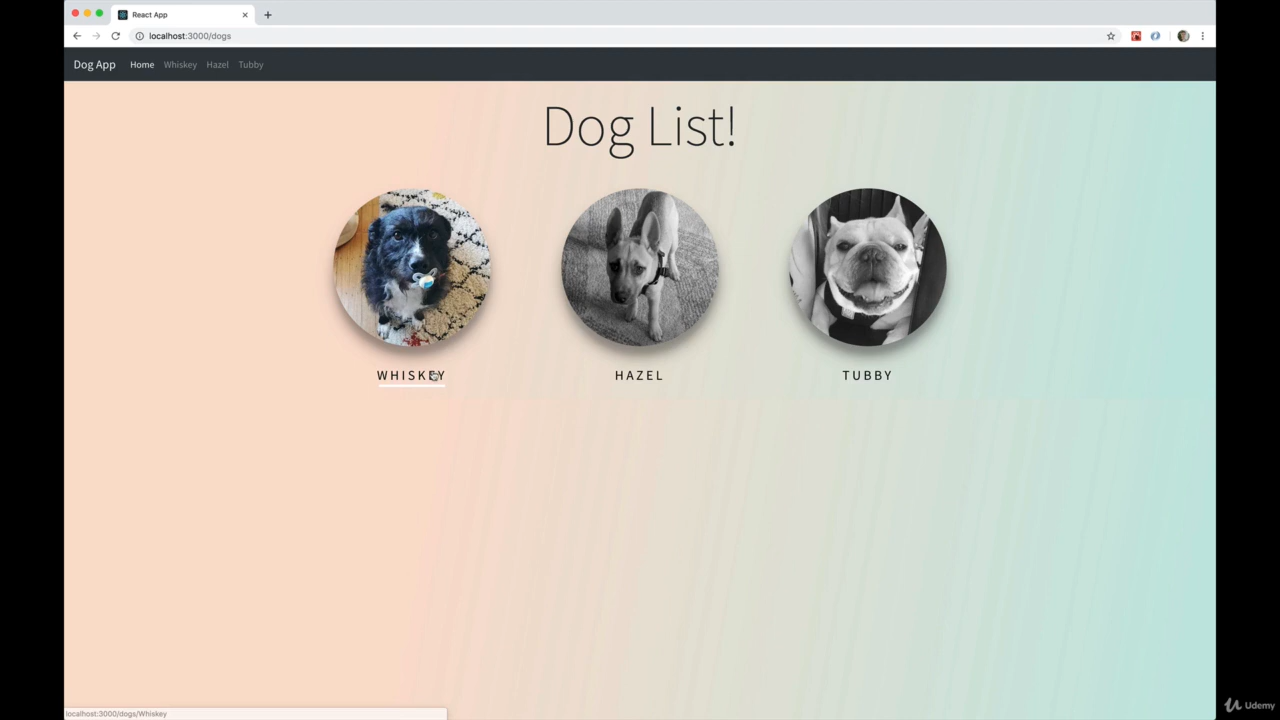 React App
localhost:3000/dogs
Dog App Home Whiskey Hazel Tubby
Dog List!
WHISKEY HAZEL TUBBY
localhost:3000/dogs/Whiskey
Udemy